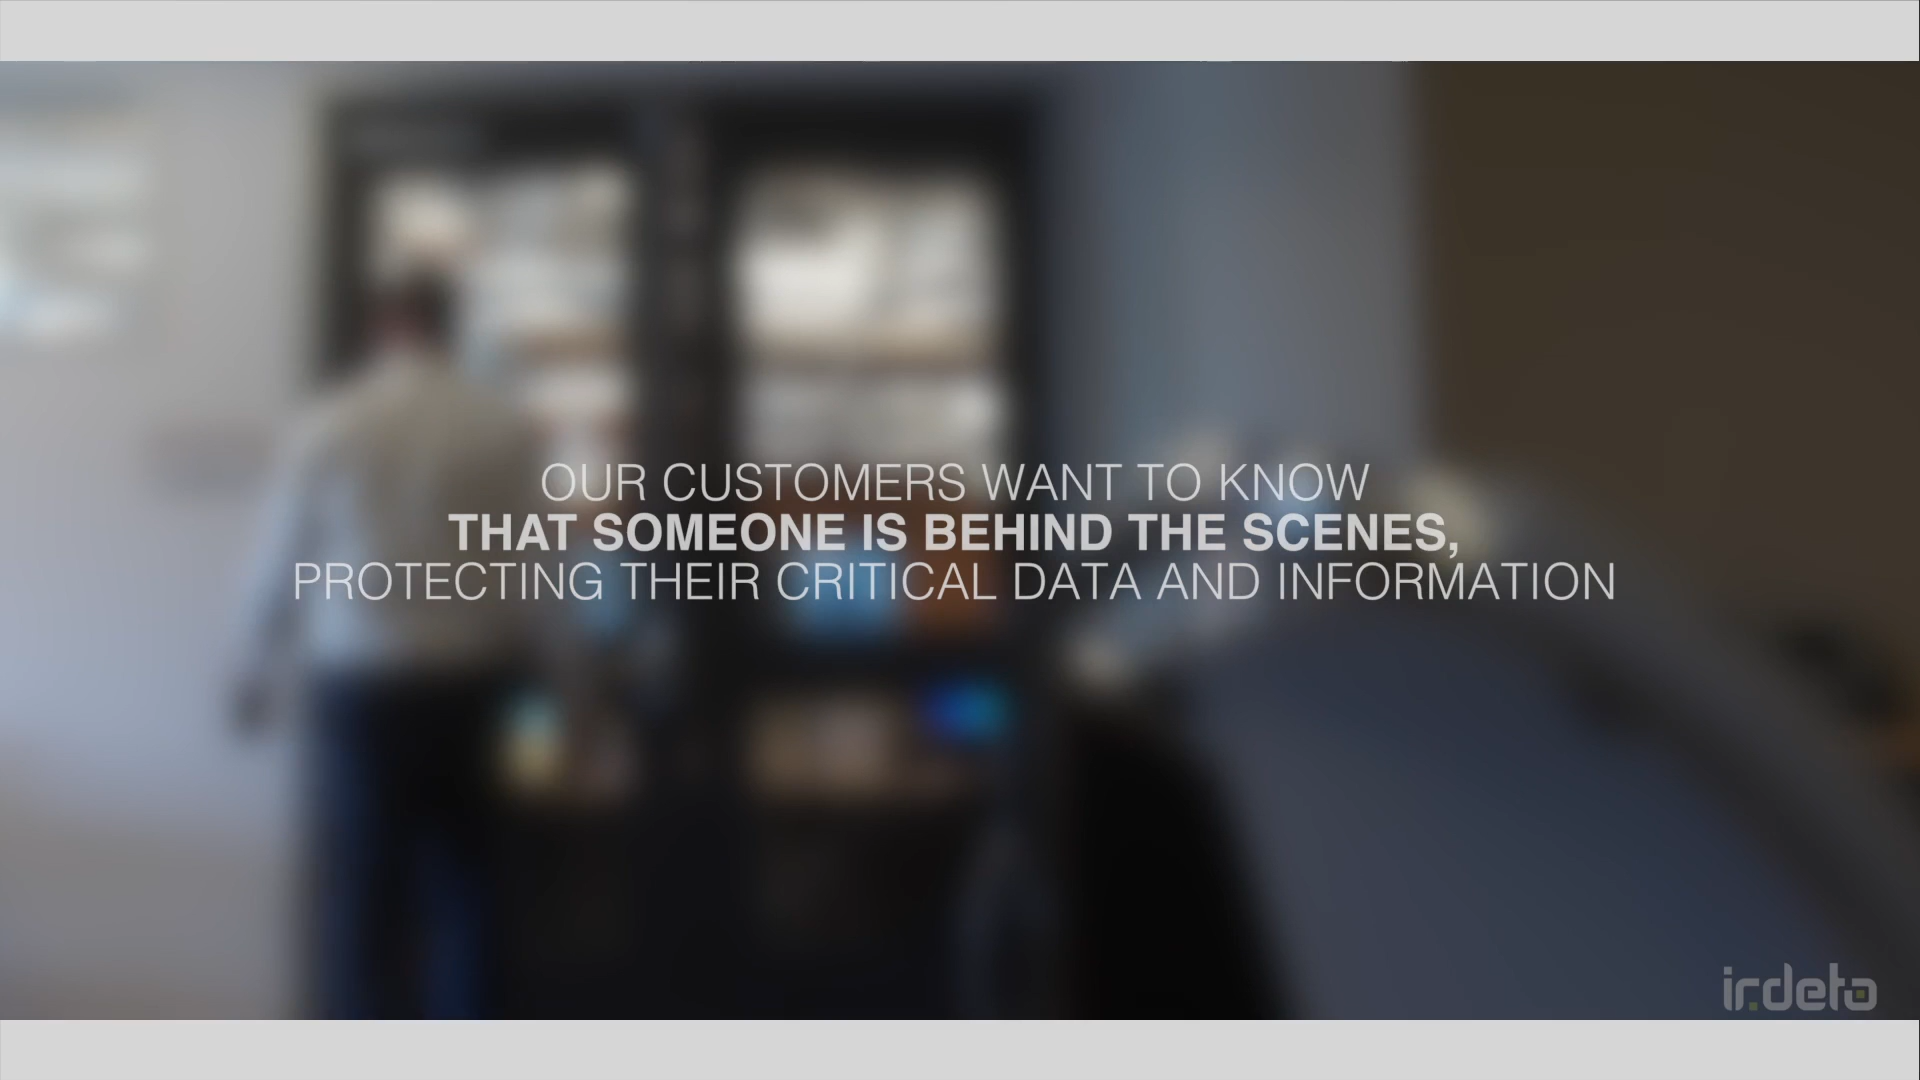 OUR CUSTOMERS WANT TO KNOW
THAT SOMEONE IS BEHIND THE SCENES,
PROTECTING THEIR CRITICAL DATA AND INFORMATION
irdeto